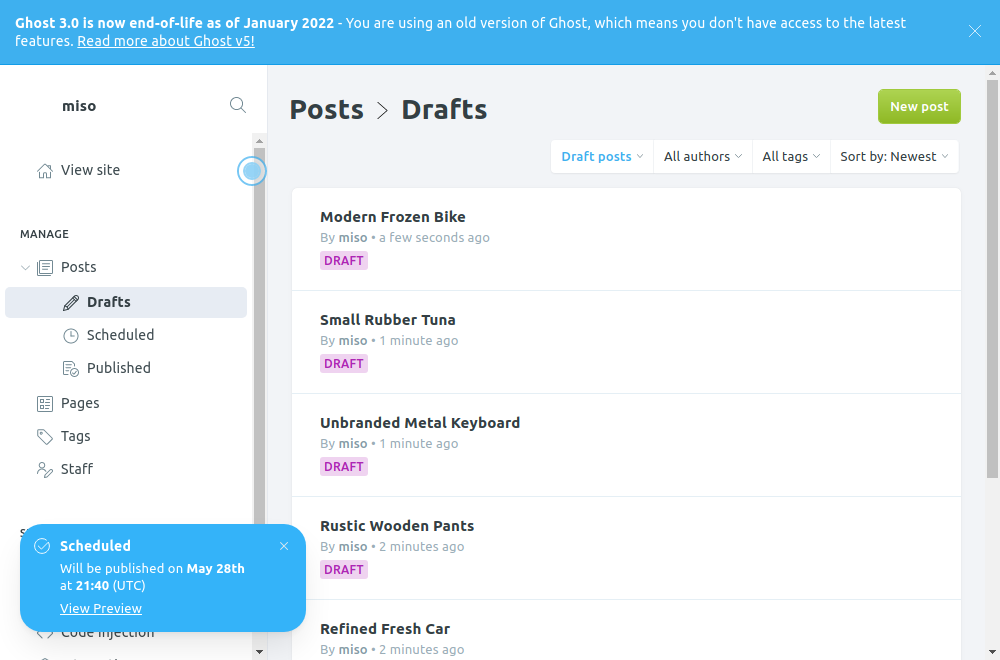 Ghost 3.0 is now end-of-life as of January 2022 - You are using an old version of Ghost, which means you don't have access to the latest
features. Read more about Ghost v5!
miso
View site
MANAGE
Posts
Drafts
Scheduled
Published
Pages
Tags
Staff
Code injection
Scheduled
Will be published on May 28th
at 21:40 (UTC)
View Preview
Posts > Drafts
New post
Draft posts
All authors
All tags
Sort by: Newest
Modern Frozen Bike
By miso • a few seconds ago
DRAFT
Small Rubber Tuna
By miso • 1 minute ago
DRAFT
Unbranded Metal Keyboard
By miso • 1 minute ago
DRAFT
Rustic Wooden Pants
By miso • 2 minutes ago
DRAFT
Refined Fresh Car
By miso • 2 minutes ago